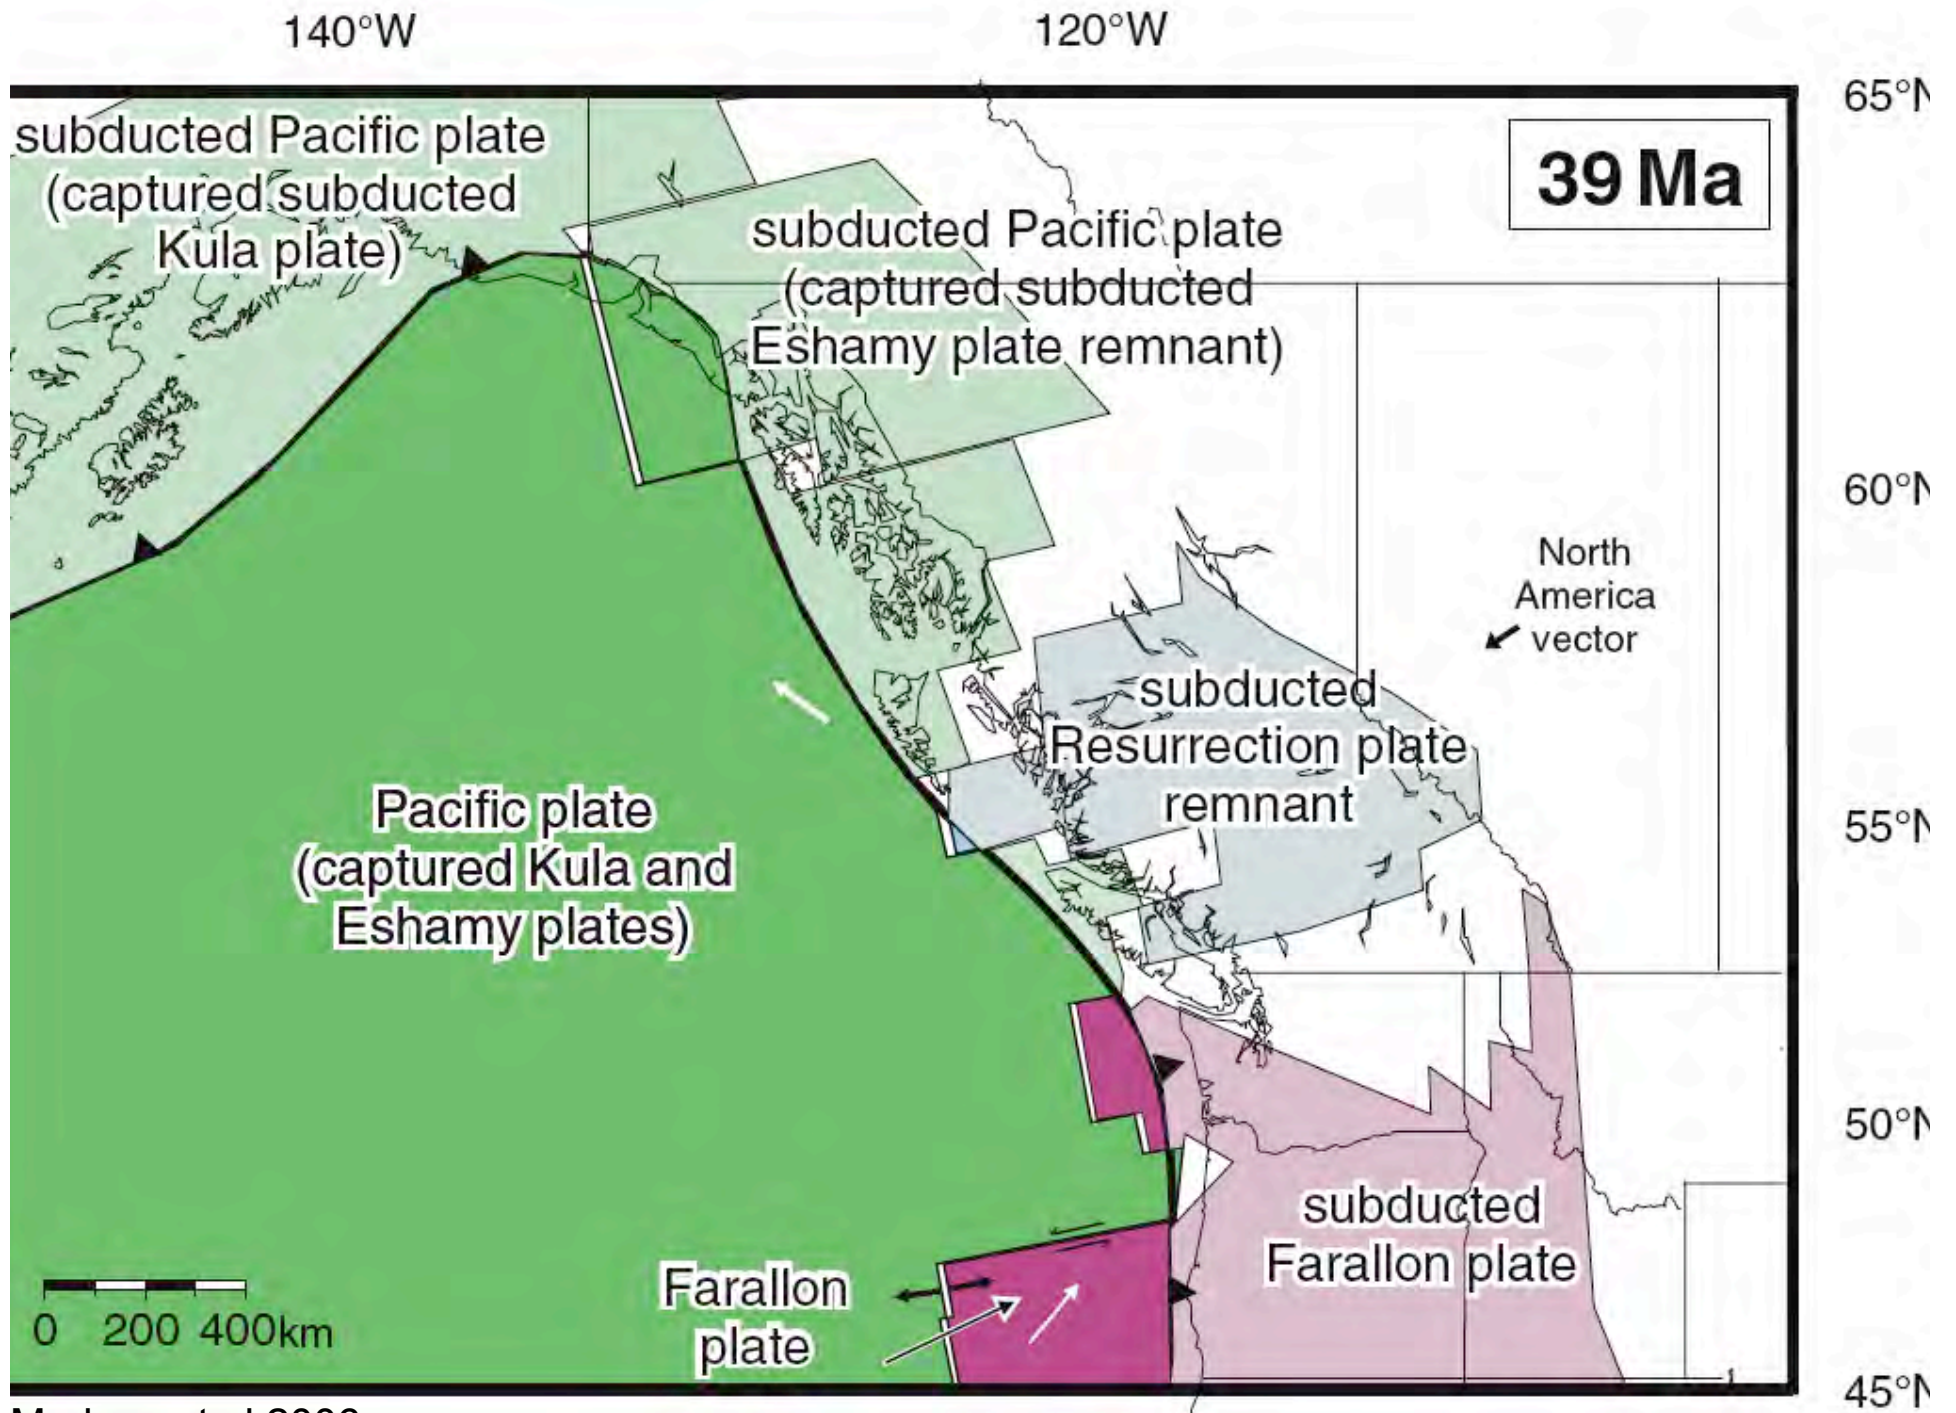 140°W
120°W
65°N
subducted Pacific plate
(captured subducted
Kula plate)
39 Ma
subducted Pacific plate
(captured subducted
Eshamy plate remnant)
60°N
North
America
vector
subducted
Resurrection plate
remnant
Pacific plate
(captured Kula and
Eshamy plates)
55°N
50°N
subducted
Farallon plate
Farallon
plate
0 200 400km
45°N